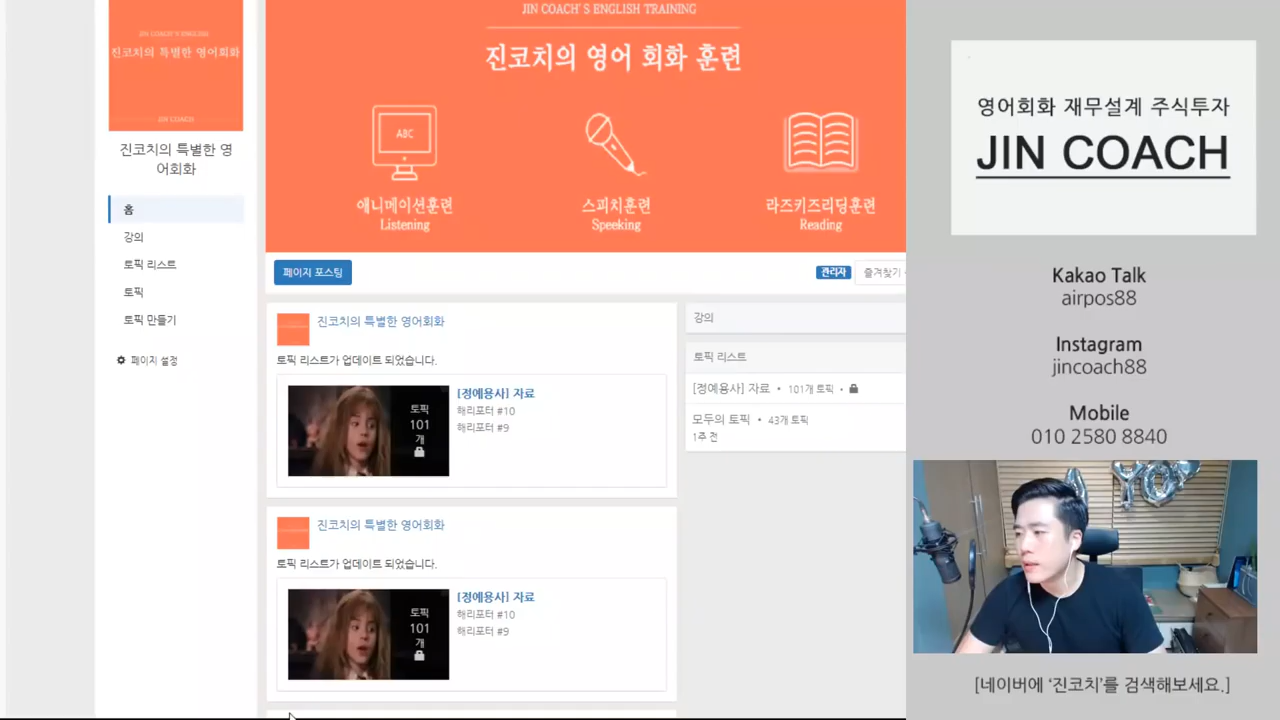 JIN COACH'S ENGLISH
진코치의 특별한 영어회화
JIN COACH
진코치의 특별한 영
어회화
홈
강의
토픽 리스트
토픽
토픽 만들기
페이지 설정
JIN COACH'S ENGLISH TRAINING
진코치의 영어 회화 훈련
ABC
애니메이션훈련
Listening
스피치훈련
Speeking
라즈키즈리딩훈련
Reading
페이지 포스팅
관리자
즐겨찾기
진코치의 특별한 영어회화
토픽 리스트가 업데이트 되었습니다.
토픽
101
개
[정예용사] 자료
해리포터 #10
해리포터 #9
진코치의 특별한 영어회화
토픽 리스트가 업데이트 되었습니다.
토픽
101
개
[정예용사] 자료
해리포터 #10
해리포터 #9
강의
토픽 리스트
[정예용사] 자료 • 101개 토픽 •
모두의 토픽 • 43개 토픽
1주 전
영어회화 재무설계 주식투자
JIN COACH
Kakao Talk
airpos88
Instagram
jincoach88
Mobile
010 2580 8840
AYO
[네이버에 '진코치'를 검색해보세요.]